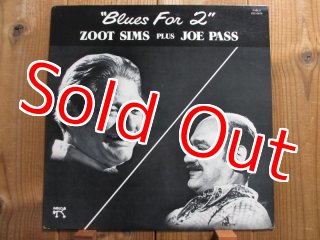 "Blues For 2"
ZOOT SIMS PLUS JOE PASS
Sold Out